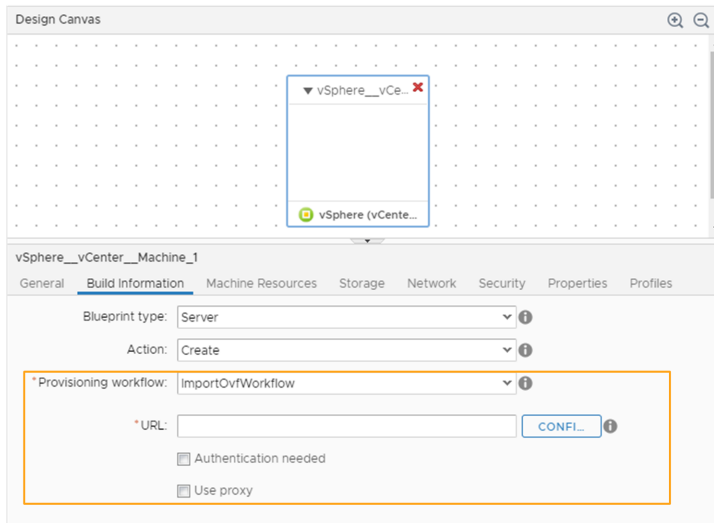 Design Canvas
vSphere__vCe...
vSphere (vCente...
vSphere__vCenter__Machine_1
General Build Information Machine Resources Storage Network Security Properties Profiles
Blueprint type: Server
Action: Create
*Provisioning workflow: ImportOvfWorkflow
*URL: CONFI...
Authentication needed
Use proxy